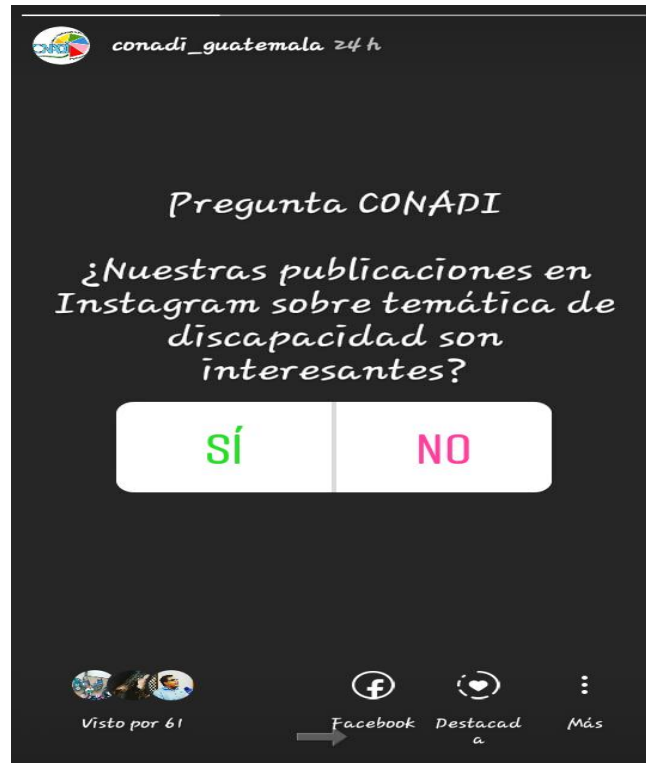 conadi_guatemala 24 h
Pregunta CONADI
¿Nuestras publicaciones en
Instagram sobre temática de
discapacidad son
interesantes?
SÍ NO
Visto por 61
Facebook Destacad
a Más